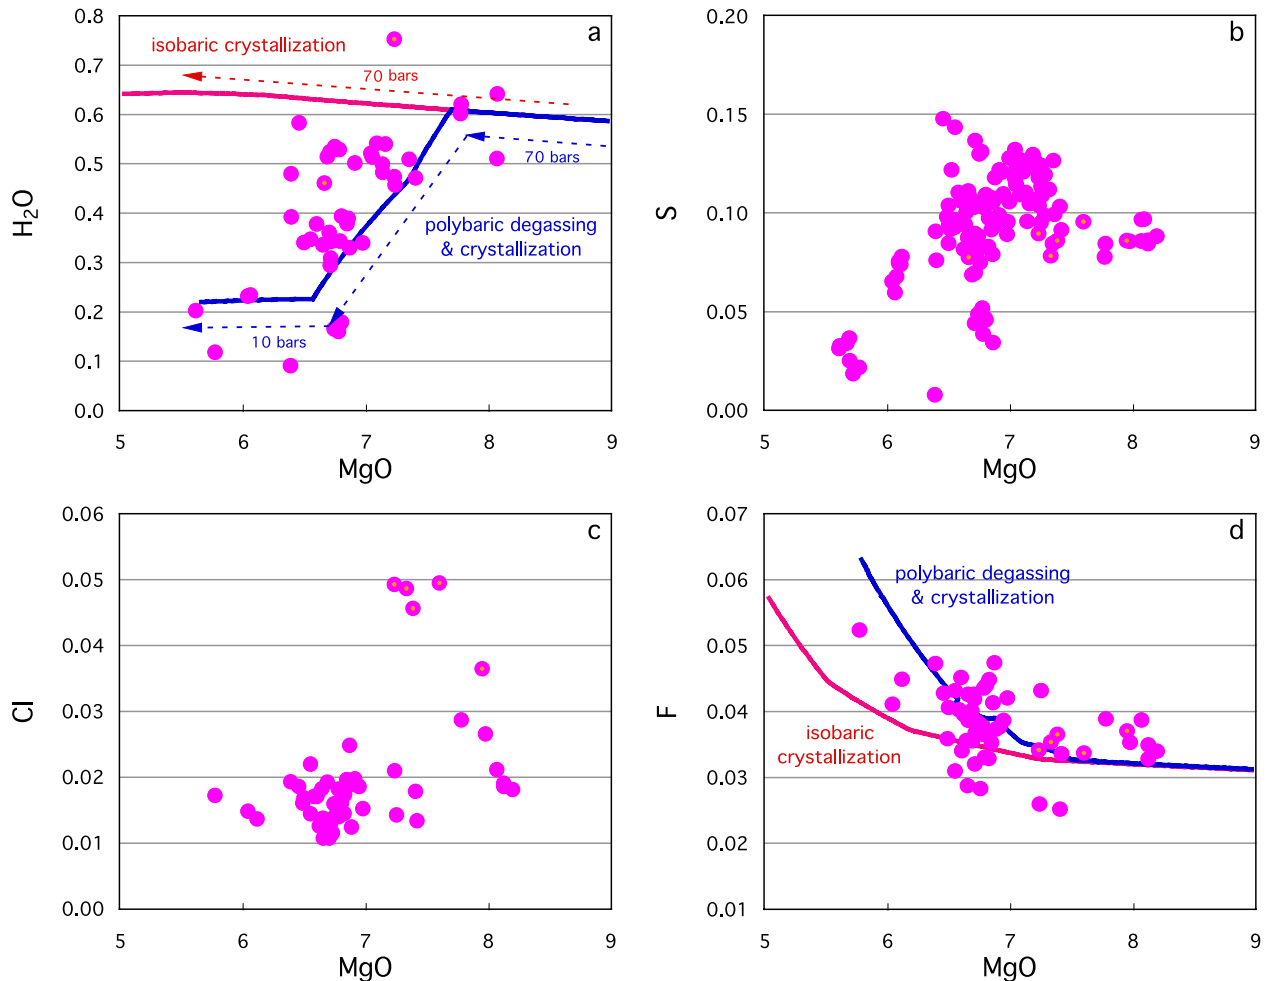 a
0.8
isobaric crystallization
70 bars
0.7
0.6
70 bars
0.5
0.4
polybaric degassing
& crystallization
0.3
0.2
10 bars
0.1
0.0
H2O
5 6 7 8 9
MgO
b
0.20
0.15
0.10
0.05
0.00
S
5 6 7 8 9
MgO
c
0.06
0.05
0.04
0.03
0.02
0.01
0.00
Cl
5 6 7 8 9
MgO
d
0.07
polybaric degassing
& crystallization
0.06
0.05
0.04
isobaric
crystallization
0.03
0.02
0.01
F
5 6 7 8 9
MgO